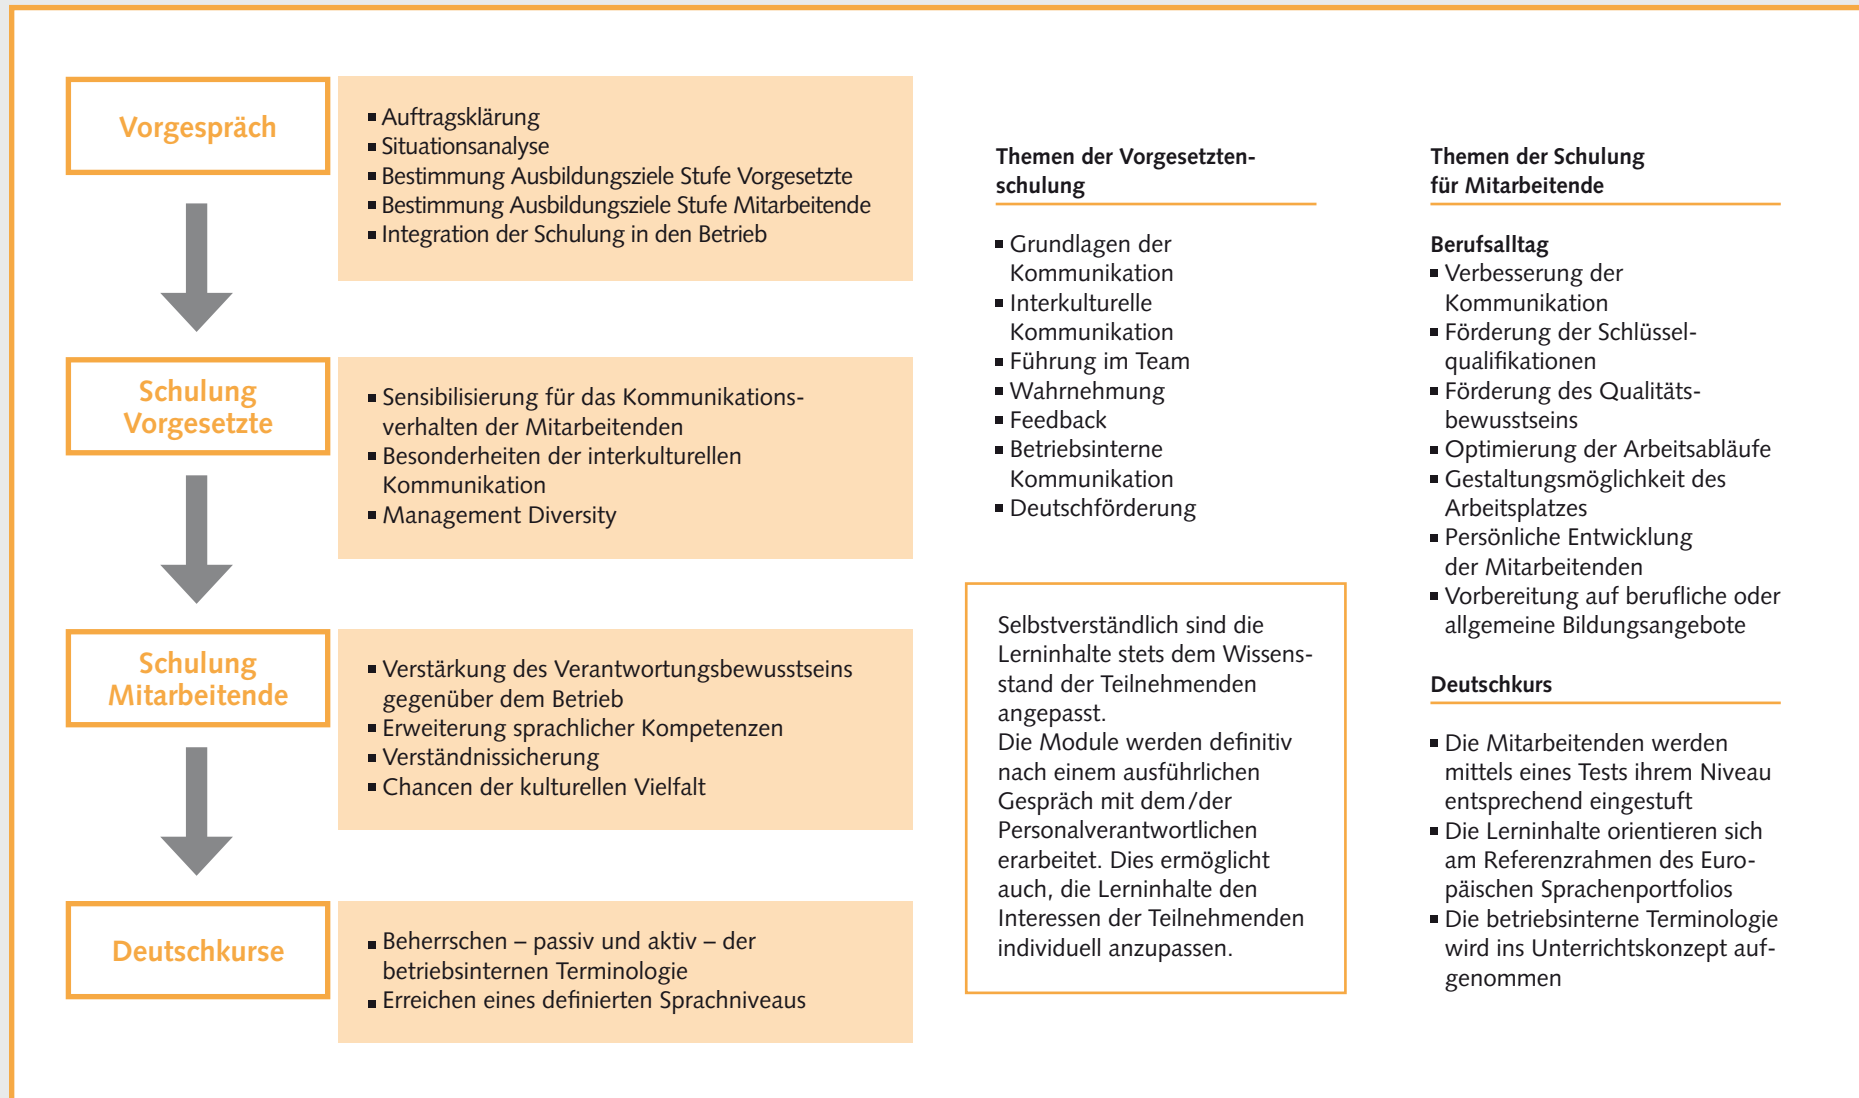 Vorgespräch
■ Auftragsklärung
■ Situationsanalyse
■ Bestimmung Ausbildungsziele Stufe Vorgesetzte
■ Bestimmung Ausbildungsziele Stufe Mitarbeitende
■ Integration der Schulung in den Betrieb
Schulung
Vorgesetzte
■ Sensibilisierung für das Kommunikations-
verhalten der Mitarbeitenden
■ Besonderheiten der interkulturellen
Kommunikation
■ Management Diversity
Schulung
Mitarbeitende
■ Verstärkung des Verantwortungsbewusstseins
gegenüber dem Betrieb
■ Erweiterung sprachlicher Kompetenzen
■ Verständnissicherung
■ Chancen der kulturellen Vielfalt
Deutschkurse
■ Beherrschen – passiv und aktiv – der
betriebsinternen Terminologie
■ Erreichen eines definierten Sprachniveaus
Themen der Vorgesetzten-
schulung
■ Grundlagen der
Kommunikation
■ Interkulturelle
Kommunikation
■ Führung im Team
■ Wahrnehmung
■ Feedback
■ Betriebsinterne
Kommunikation
■ Deutschförderung
Selbstverständlich sind die
Lerninhalte stets dem Wissens-
stand der Teilnehmenden
angepasst.
Die Module werden definitiv
nach einem ausführlichen
Gespräch mit dem/der
Personalverantwortlichen
erarbeitet. Dies ermöglicht
auch, die Lerninhalte den
Interessen der Teilnehmenden
individuell anzupassen.
Themen der Schulung
für Mitarbeitende
Berufsalltag
■ Verbesserung der
Kommunikation
■ Förderung der Schlüssel-
qualifikationen
■ Förderung des Qualitäts-
bewusstseins
■ Optimierung der Arbeitsabläufe
■ Gestaltungsmöglichkeit des
Arbeitsplatzes
■ Persönliche Entwicklung
der Mitarbeitenden
■ Vorbereitung auf berufliche oder
allgemeine Bildungsangebote
Deutschkurs
■ Die Mitarbeitenden werden
mittels eines Tests ihrem Niveau
entsprechend eingestuft
■ Die Lerninhalte orientieren sich
am Referenzrahmen des Euro-
päischen Sprachenportfolios
■ Die betriebsinterne Terminologie
wird ins Unterrichtskonzept auf-
genommen